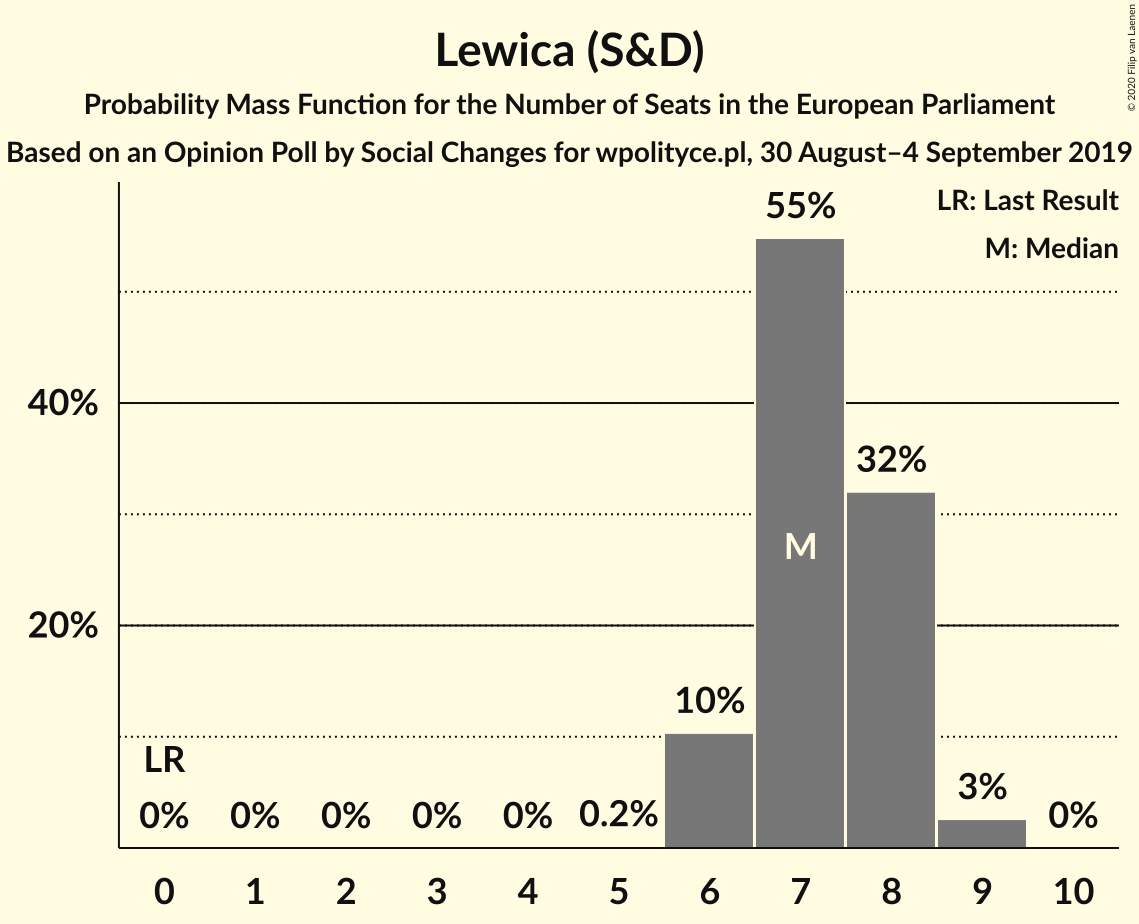 Lewica (S&D)
Probability Mass Function for the Number of Seats in the European Parliament
Based on an Opinion Poll by Social Changes for wpolityce.pl, 30 August–4 September 2019
© 2020 Filip van Laenen
LR: Last Result
M: Median
55%
40%
32%
M
20%
10%
LR
3%
0% 0% 0% 0% 0% 0.2% 0%
0 1 2 3 4 5 6 7 8 9 10